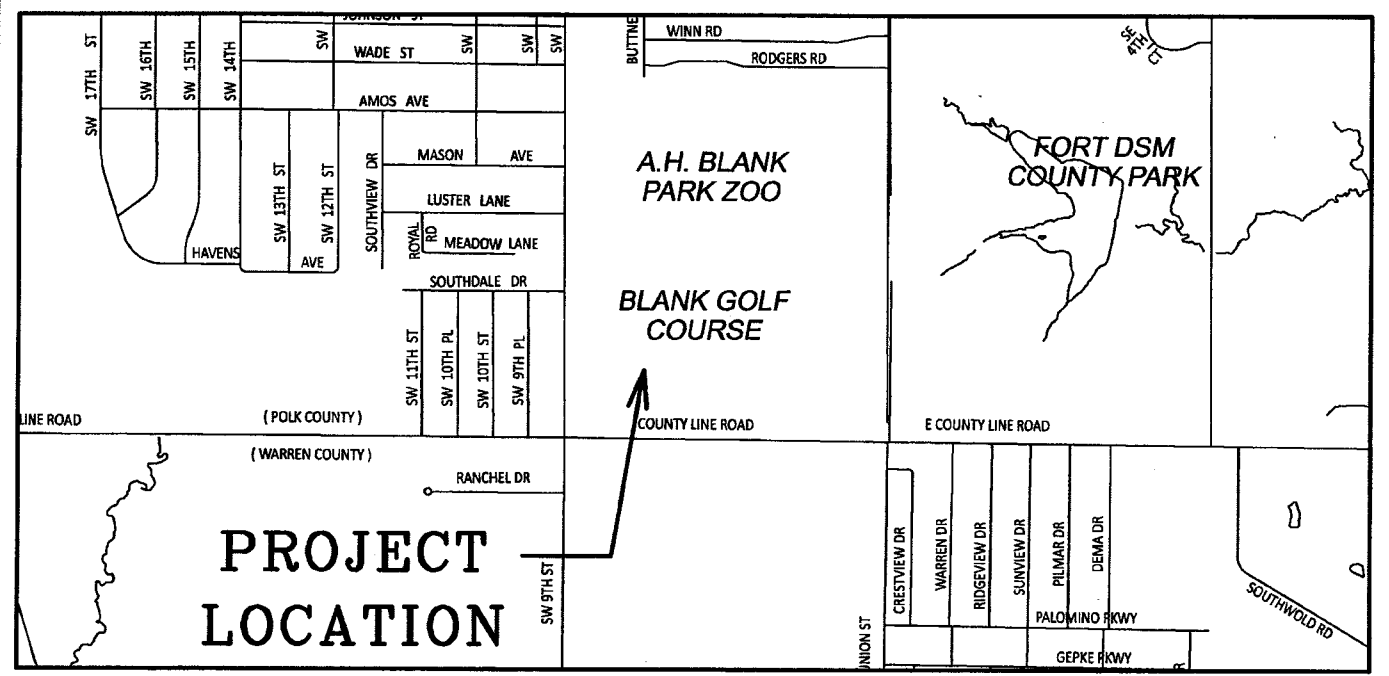 JOHNSON ST
WADE ST
AMOS AVE
SW 17TH ST
SW
SW 16TH
SW 15TH
SW 14TH
SW
SW
SW
SW
BUTTNE
WINN RD
RODGERS RD
SE
4TH
CT
A.H. BLANK
PARK ZOO
FORT DSM
COUNTY PARK
SW 13TH ST
SW 12TH ST
SOUTHVIEW DR
MASON AVE
LUSTER LANE
ROYAL
RD
MEADOW LANE
HAVENS
AVE
SOUTHDALE DR
BLANK GOLF
COURSE
SW 11TH ST
SW 10TH PL
SW 10TH ST
SW 9TH PL
LINE ROAD
( POLK COUNTY )
COUNTY LINE ROAD
E COUNTY LINE ROAD
( WARREN COUNTY )
RANCHEL DR
PROJECT
LOCATION
SW 9TH ST
CRESTVIEW DR
WARREN DR
RIDGEVIEW DR
SUNVIEW DR
PILMAR DR
DEMA DR
SOUTHWOLD RD
UNION ST
PALOMINO PKWY
GEPKE PKWY
R